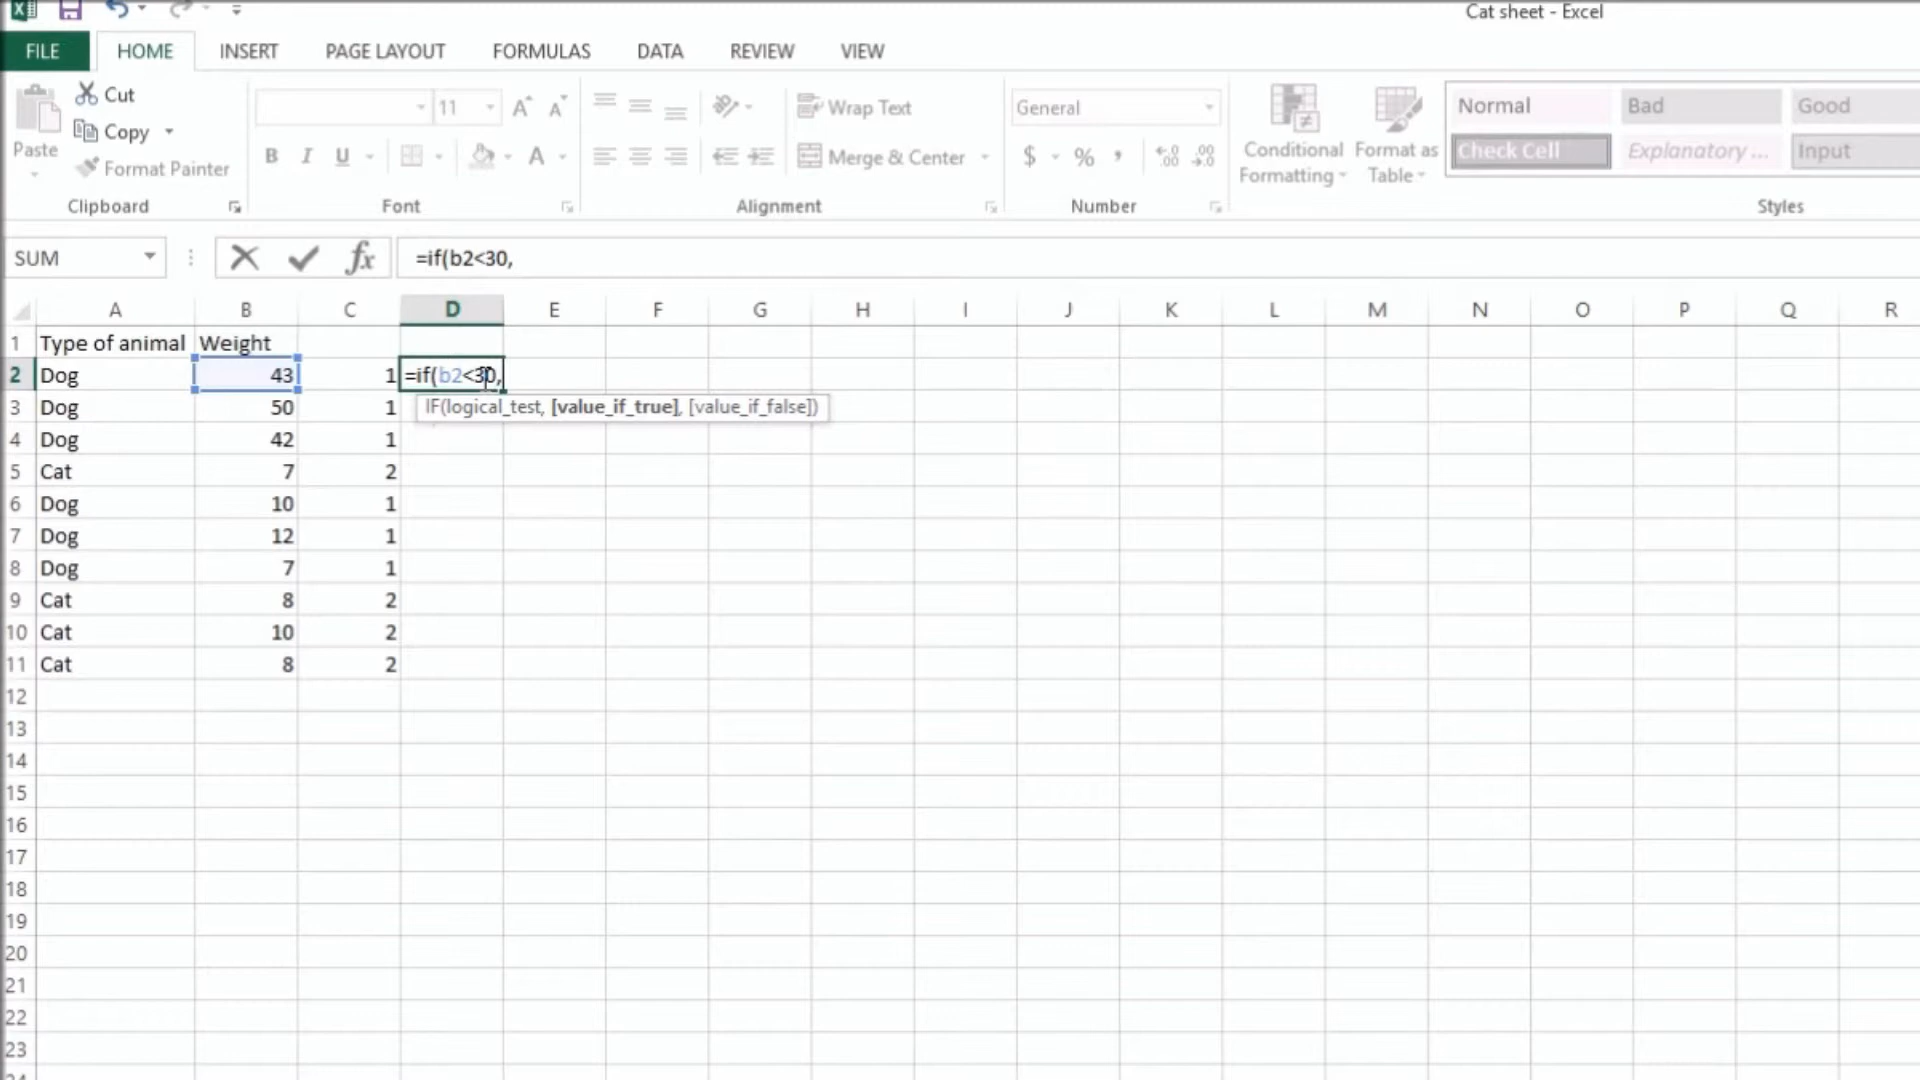 Cat sheet - Excel
FILE HOME INSERT PAGE LAYOUT FORMULAS DATA REVIEW VIEW
Cut
Copy
Format Painter
Paste
Clipboard
11 A A
B I U A
Font
Wrap Text
Merge & Center
Alignment
General
$ % , .00
Number
Conditional Formatting
Format as Table
Normal Bad Good
Check Cell Explanatory ... Input
Styles
SUM fx =if(b2<30,
A B C D E F G H I J K L M N O P Q R
1 Type of animal Weight
2 Dog 43 1 =if(b2<30,
IF(logical_test, [value_if_true], [value_if_false])
3 Dog 50 1
4 Dog 42 1
5 Cat 7 2
6 Dog 10 1
7 Dog 12 1
8 Dog 7 1
9 Cat 8 2
10 Cat 10 2
11 Cat 8 2
12
13
14
15
16
17
18
19
20
21
22
23